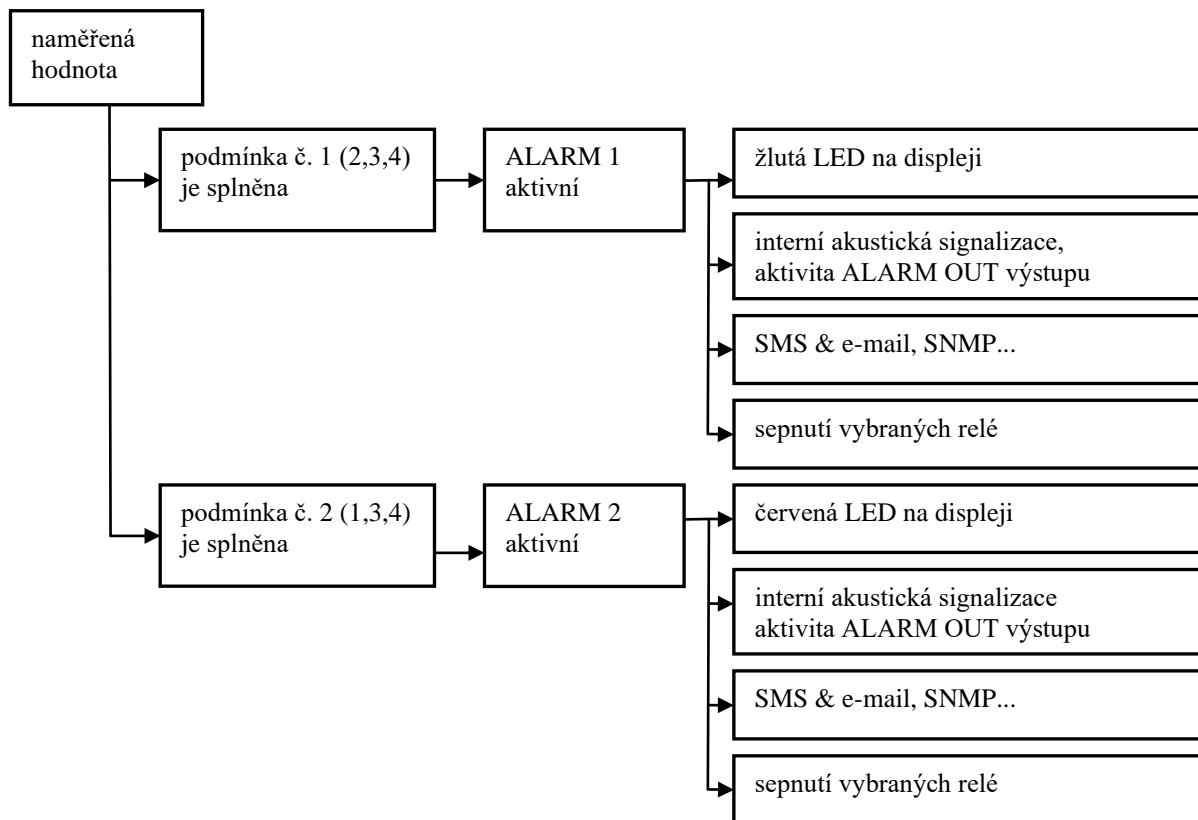 naměřená
hodnota
podmínka č. 1 (2,3,4)
je splněna
ALARM 1
aktivní
žlutá LED na displeji
interní akustická signalizace,
aktivita ALARM OUT výstupu
SMS & e-mail, SNMP...
sepnutí vybraných relé
podmínka č. 2 (1,3,4)
je splněna
ALARM 2
aktivní
červená LED na displeji
interní akustická signalizace
aktivita ALARM OUT výstupu
SMS & e-mail, SNMP...
sepnutí vybraných relé